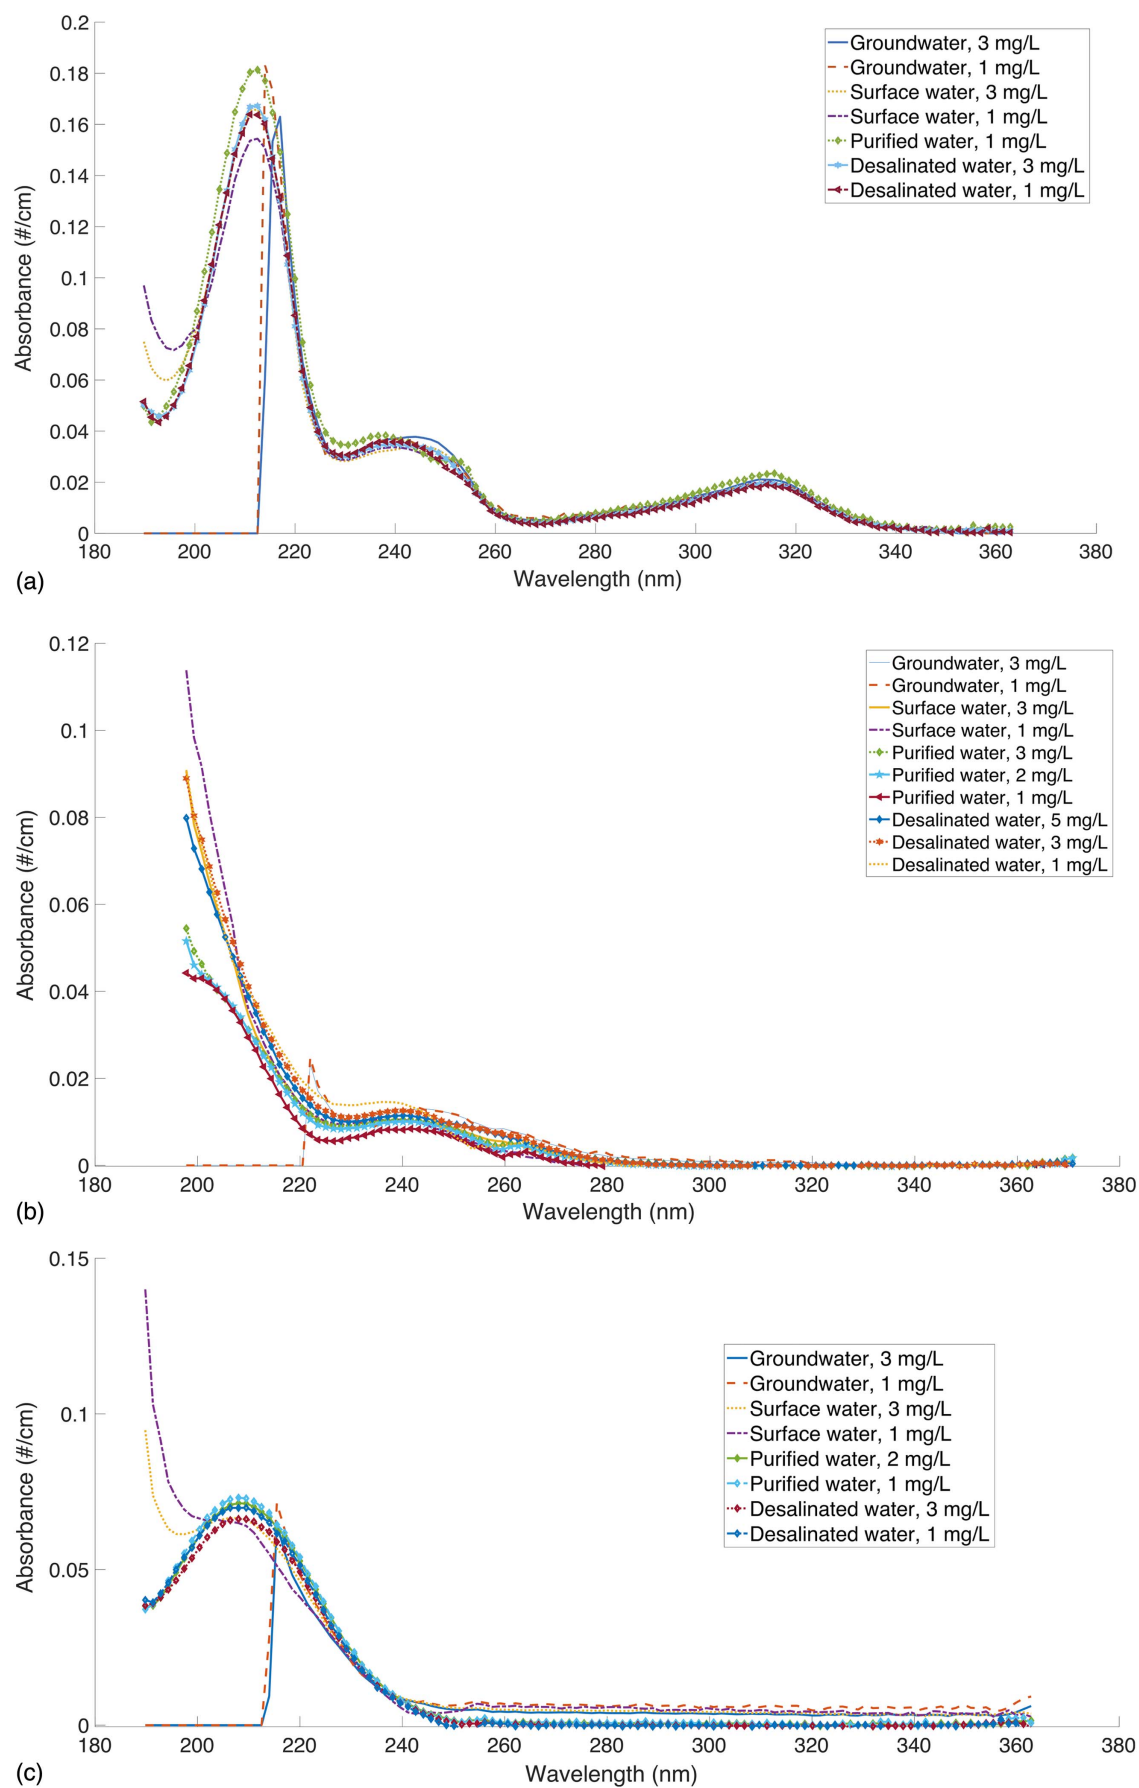 0.2
0.18
0.16
0.14
0.12
0.1
0.08
0.06
0.04
0.02
0
Absorbance (#/cm)
Groundwater, 3 mg/L
Groundwater, 1 mg/L
Surface water, 3 mg/L
Surface water, 1 mg/L
Purified water, 1 mg/L
Desalinated water, 3 mg/L
Desalinated water, 1 mg/L
180 200 220 240 260 280 300 320 340 360 380
Wavelength (nm)
(a)
0.12
0.1
0.08
0.06
0.04
0.02
0
Absorbance (#/cm)
Groundwater, 3 mg/L
Groundwater, 1 mg/L
Surface water, 3 mg/L
Surface water, 1 mg/L
Purified water, 3 mg/L
Purified water, 2 mg/L
Purified water, 1 mg/L
Desalinated water, 5 mg/L
Desalinated water, 3 mg/L
Desalinated water, 1 mg/L
180 200 220 240 260 280 300 320 340 360 380
Wavelength (nm)
(b)
0.15
0.1
0.05
0
Absorbance (#/cm)
Groundwater, 3 mg/L
Groundwater, 1 mg/L
Surface water, 3 mg/L
Surface water, 1 mg/L
Purified water, 2 mg/L
Purified water, 1 mg/L
Desalinated water, 3 mg/L
Desalinated water, 1 mg/L
180 200 220 240 260 280 300 320 340 360 380
Wavelength (nm)
(c)